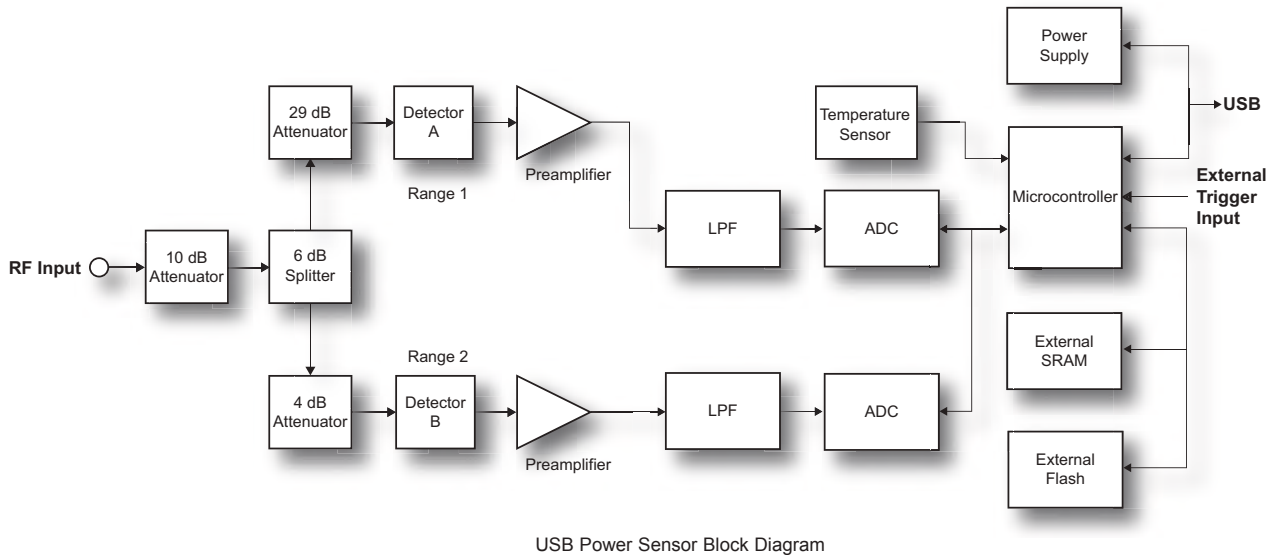 Power
Supply
USB
29 dB
Attenuator
Detector
A
Preamplifier
Range 1
Temperature
Sensor
Microcontroller
External
Trigger
Input
LPF
ADC
RF Input
10 dB
Attenuator
6 dB
Splitter
External
SRAM
Range 2
4 dB
Attenuator
Detector
B
Preamplifier
LPF
ADC
External
Flash
USB Power Sensor Block Diagram